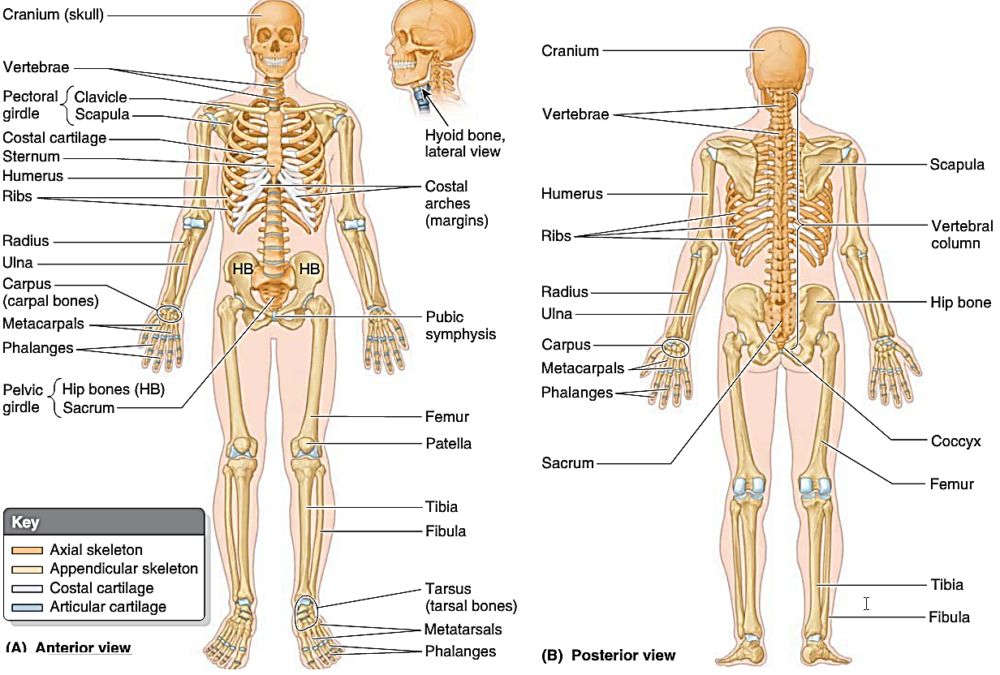 Cranium (skull)
Vertebrae
Pectoral
girdle
Clavicle
Scapula
Costal cartilage
Sternum
Humerus
Ribs
Radius
Ulna
Carpus
(carpal bones)
Metacarpals
Phalanges
Pelvic
girdle
Hip bones (HB)
Sacrum
HB
HB
Hyoid bone,
lateral view
Costal
arches
(margins)
Pubic
symphysis
Femur
Patella
Tibia
Fibula
Tarsus
(tarsal bones)
Metatarsals
Phalanges
Key
Axial skeleton
Appendicular skeleton
Costal cartilage
Articular cartilage
(A) Anterior view
Cranium
Vertebrae
Humerus
Ribs
Radius
Ulna
Carpus
Metacarpals
Phalanges
Sacrum
Scapula
Vertebral
column
Hip bone
Coccyx
Femur
Tibia
Fibula
(B) Posterior view